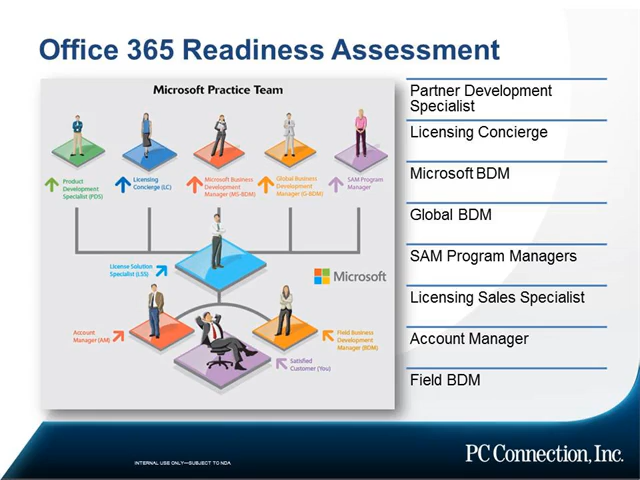 Office 365 Readiness Assessment
Microsoft Practice Team
Product
Development
Specialist (PDS)
Licensing
Concierge (LC)
Microsoft Business
Development
Manager (MS-BDM)
Global Business
Development
Manager (G-BDM)
SAM Program
Manager
License Solution
Specialist (LSS)
Microsoft
Account
Manager (AM)
Field Business
Development
Manager (BDM)
Satisfied
Customer (You)
Partner Development
Specialist
Licensing Concierge
Microsoft BDM
Global BDM
SAM Program Managers
Licensing Sales Specialist
Account Manager
Field BDM
INTERNAL USE ONLY—SUBJECT TO NDA
PC Connection, Inc.